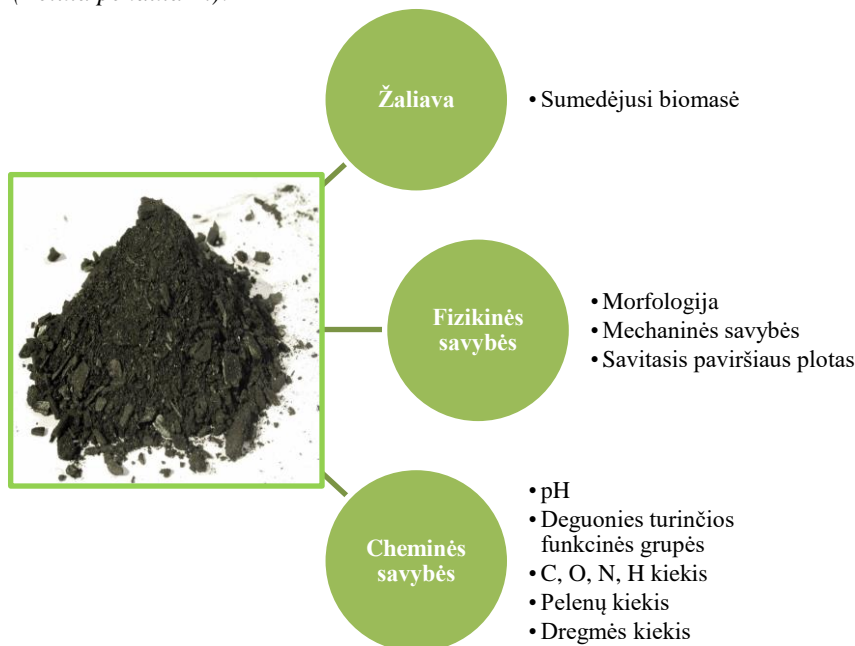 Žaliava
• Sumedėjusi biomasė
Fizikinės
savybės
• Morfologija
• Mechaninės savybės
• Savitasis paviršiaus plotas
Cheminės
savybės
• pH
• Deguonies turinčios
funkcinės grupės
• C, O, N, H kiekis
• Pelenų kiekis
• Dregmės kiekis